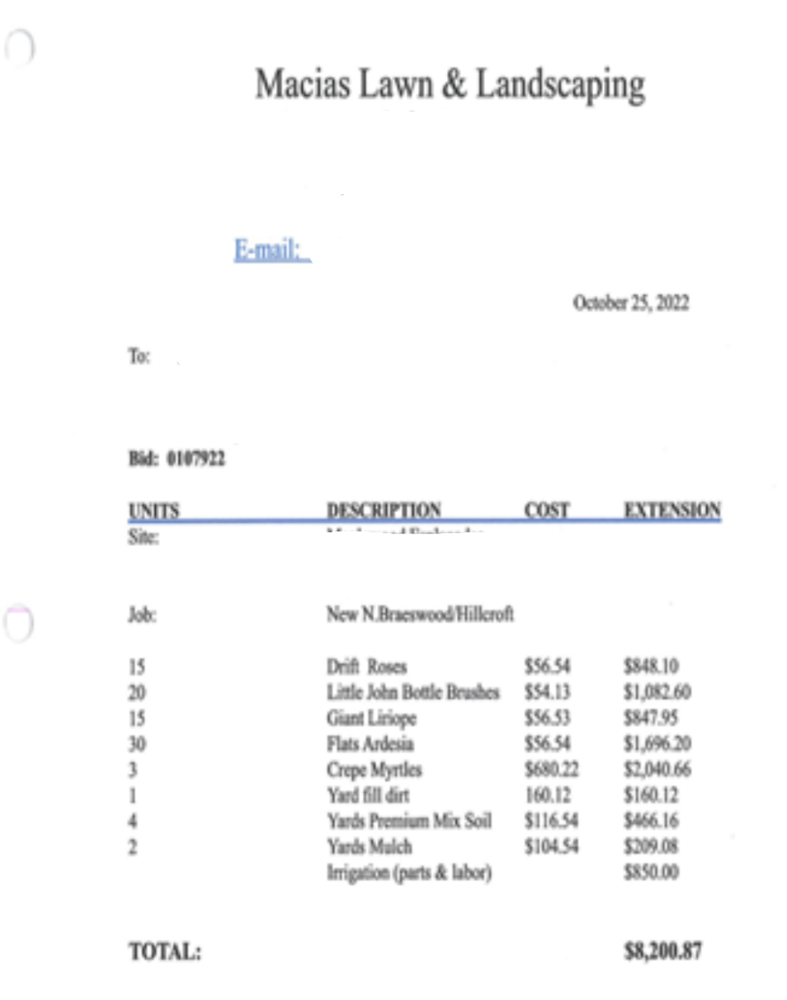 Macias Lawn & Landscaping
E-mail:
October 25, 2022
To:
Bid: 0107922
UNITS DESCRIPTION COST EXTENSION
Site:
Job: New N.Braeswood/Hillcroft
15 Drift Roses $56.54 $848.10
20 Little John Bottle Brushes $54.13 $1,082.60
15 Giant Liriope $56.53 $847.95
30 Flats Ardesia $56.54 $1,696.20
3 Crepe Myrtles $680.22 $2,040.66
1 Yard fill dirt 160.12 $160.12
4 Yards Premium Mix Soil $116.54 $466.16
2 Yards Mulch $104.54 $209.08
Irrigation (parts & labor) $850.00
TOTAL: $8,200.87